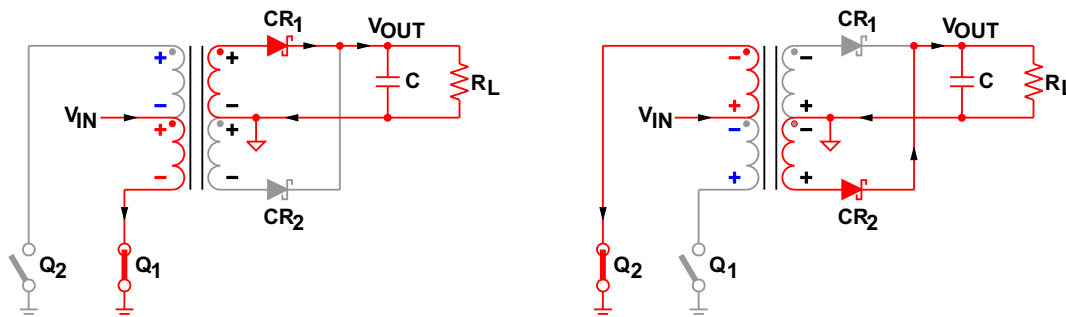 CR1
VOUT
+ +
C
RL
− −
VIN
+ +
− −
CR2
Q2 Q1
CR1
VOUT
− −
C
RL
+ +
VIN
− −
+ +
CR2
Q2 Q1